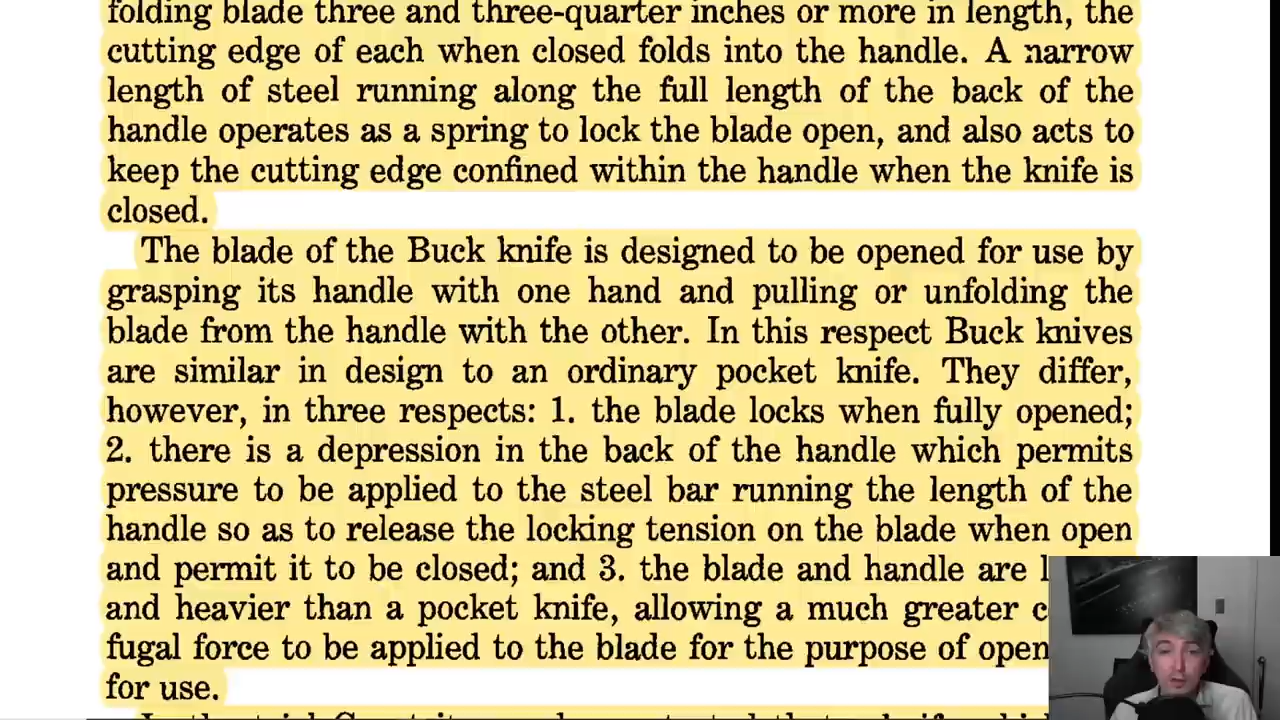 folding blade three and three-quarter inches or more in length, the
cutting edge of each when closed folds into the handle. A narrow
length of steel running along the full length of the back of the
handle operates as a spring to lock the blade open, and also acts to
keep the cutting edge confined within the handle when the knife is
closed.
The blade of the Buck knife is designed to be opened for use by
grasping its handle with one hand and pulling or unfolding the
blade from the handle with the other. In this respect Buck knives
are similar in design to an ordinary pocket knife. They differ,
however, in three respects: 1. the blade locks when fully opened;
2. there is a depression in the back of the handle which permits
pressure to be applied to the steel bar running the length of the
handle so as to release the locking tension on the blade when open
and permit it to be closed; and 3. the blade and handle are
and heavier than a pocket knife, allowing a much greater
fugal force to be applied to the blade for the purpose of open
for use.